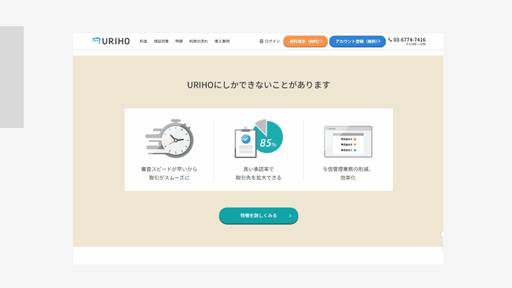 URIHO
料金
保証対象
特徴
利用の流れ
導入事例
ログイン
資料請求（無料）
アカウント登録（無料）
03-6774-7416
URIHOにしかできないことがあります
85%
審査スピードが早いから
取引がスムーズに
高い承認率で
取引先を拡大できる
与信管理業務の削減、
効率化
特徴を詳しくみる